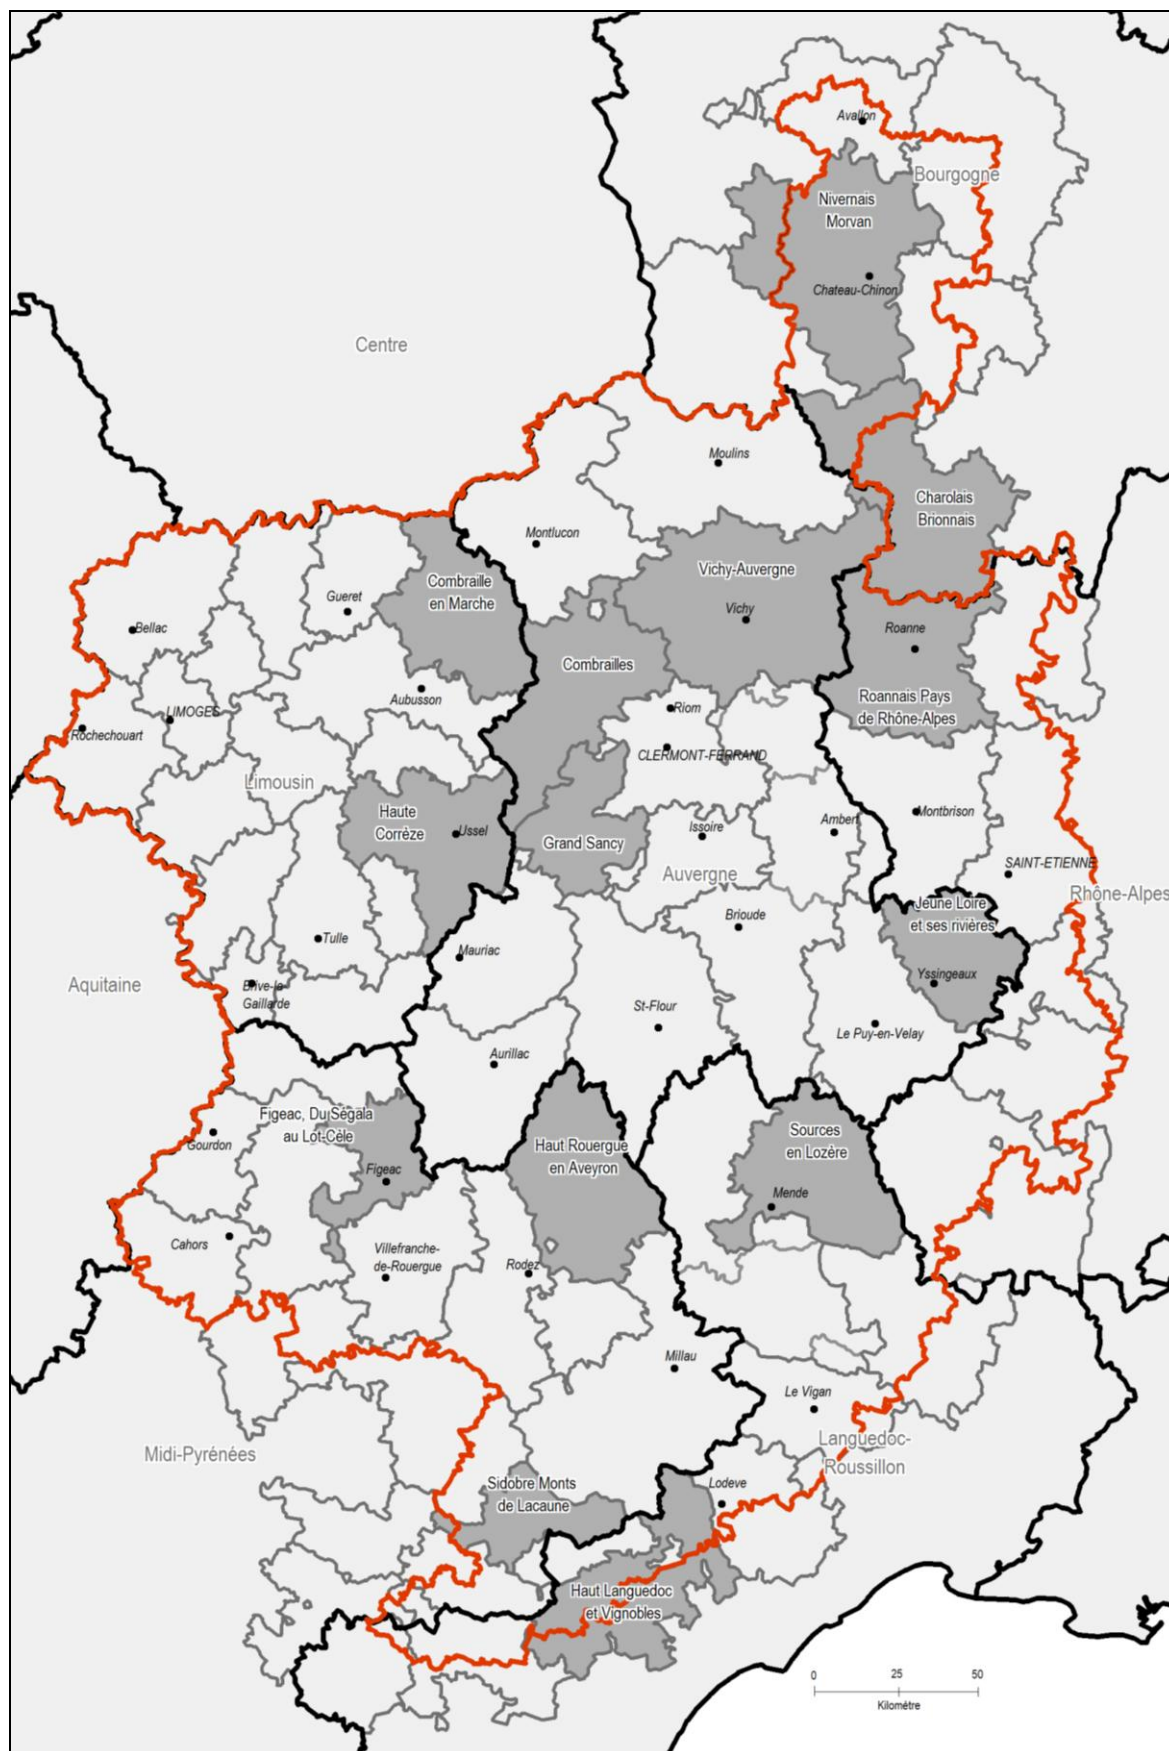 Avallon
Bourgogne
Nivernais
Morvan
Chateau-Chinon
Centre
Moulins
Charolais
Brionnais
Montlucon
Vichy-Auvergne
Combraille
en Marche
Gueret
Vichy
Bellac
Roanne
Combrailles
Aubusson
Roannais Pays
de Rhône-Alpes
Riom
LIMOGES
Rochechouart
CLERMONT-FERRAND
Limousin
Haute
Corrèze
Ussel
Montbrison
Ambert
Issoire
Grand Sancy
SAINT-ETIENNE
Auvergne
Rhône-Alpes
Jeune Loire
et ses rivières
Brioude
Tulle
Mauriac
Yssingeaux
Aquitaine
Brive-la-
Gaillarde
St-Flour
Le Puy-en-Velay
Aurillac
Figeac, Du Ségala
au Lot-Cèle
Gourdon
Haut Rouergue
en Aveyron
Sources
en Lozère
Figeac
Mende
Cahors
Villefranche-
de-Rouergue
Rodez
Millau
Le Vigan
Midi-Pyrénées
Languedoc-
Roussillon
Sidobre Monts
de Lacaune
Lodeve
Haut Languedoc
et Vignobles
0 25 50
Kilomètre